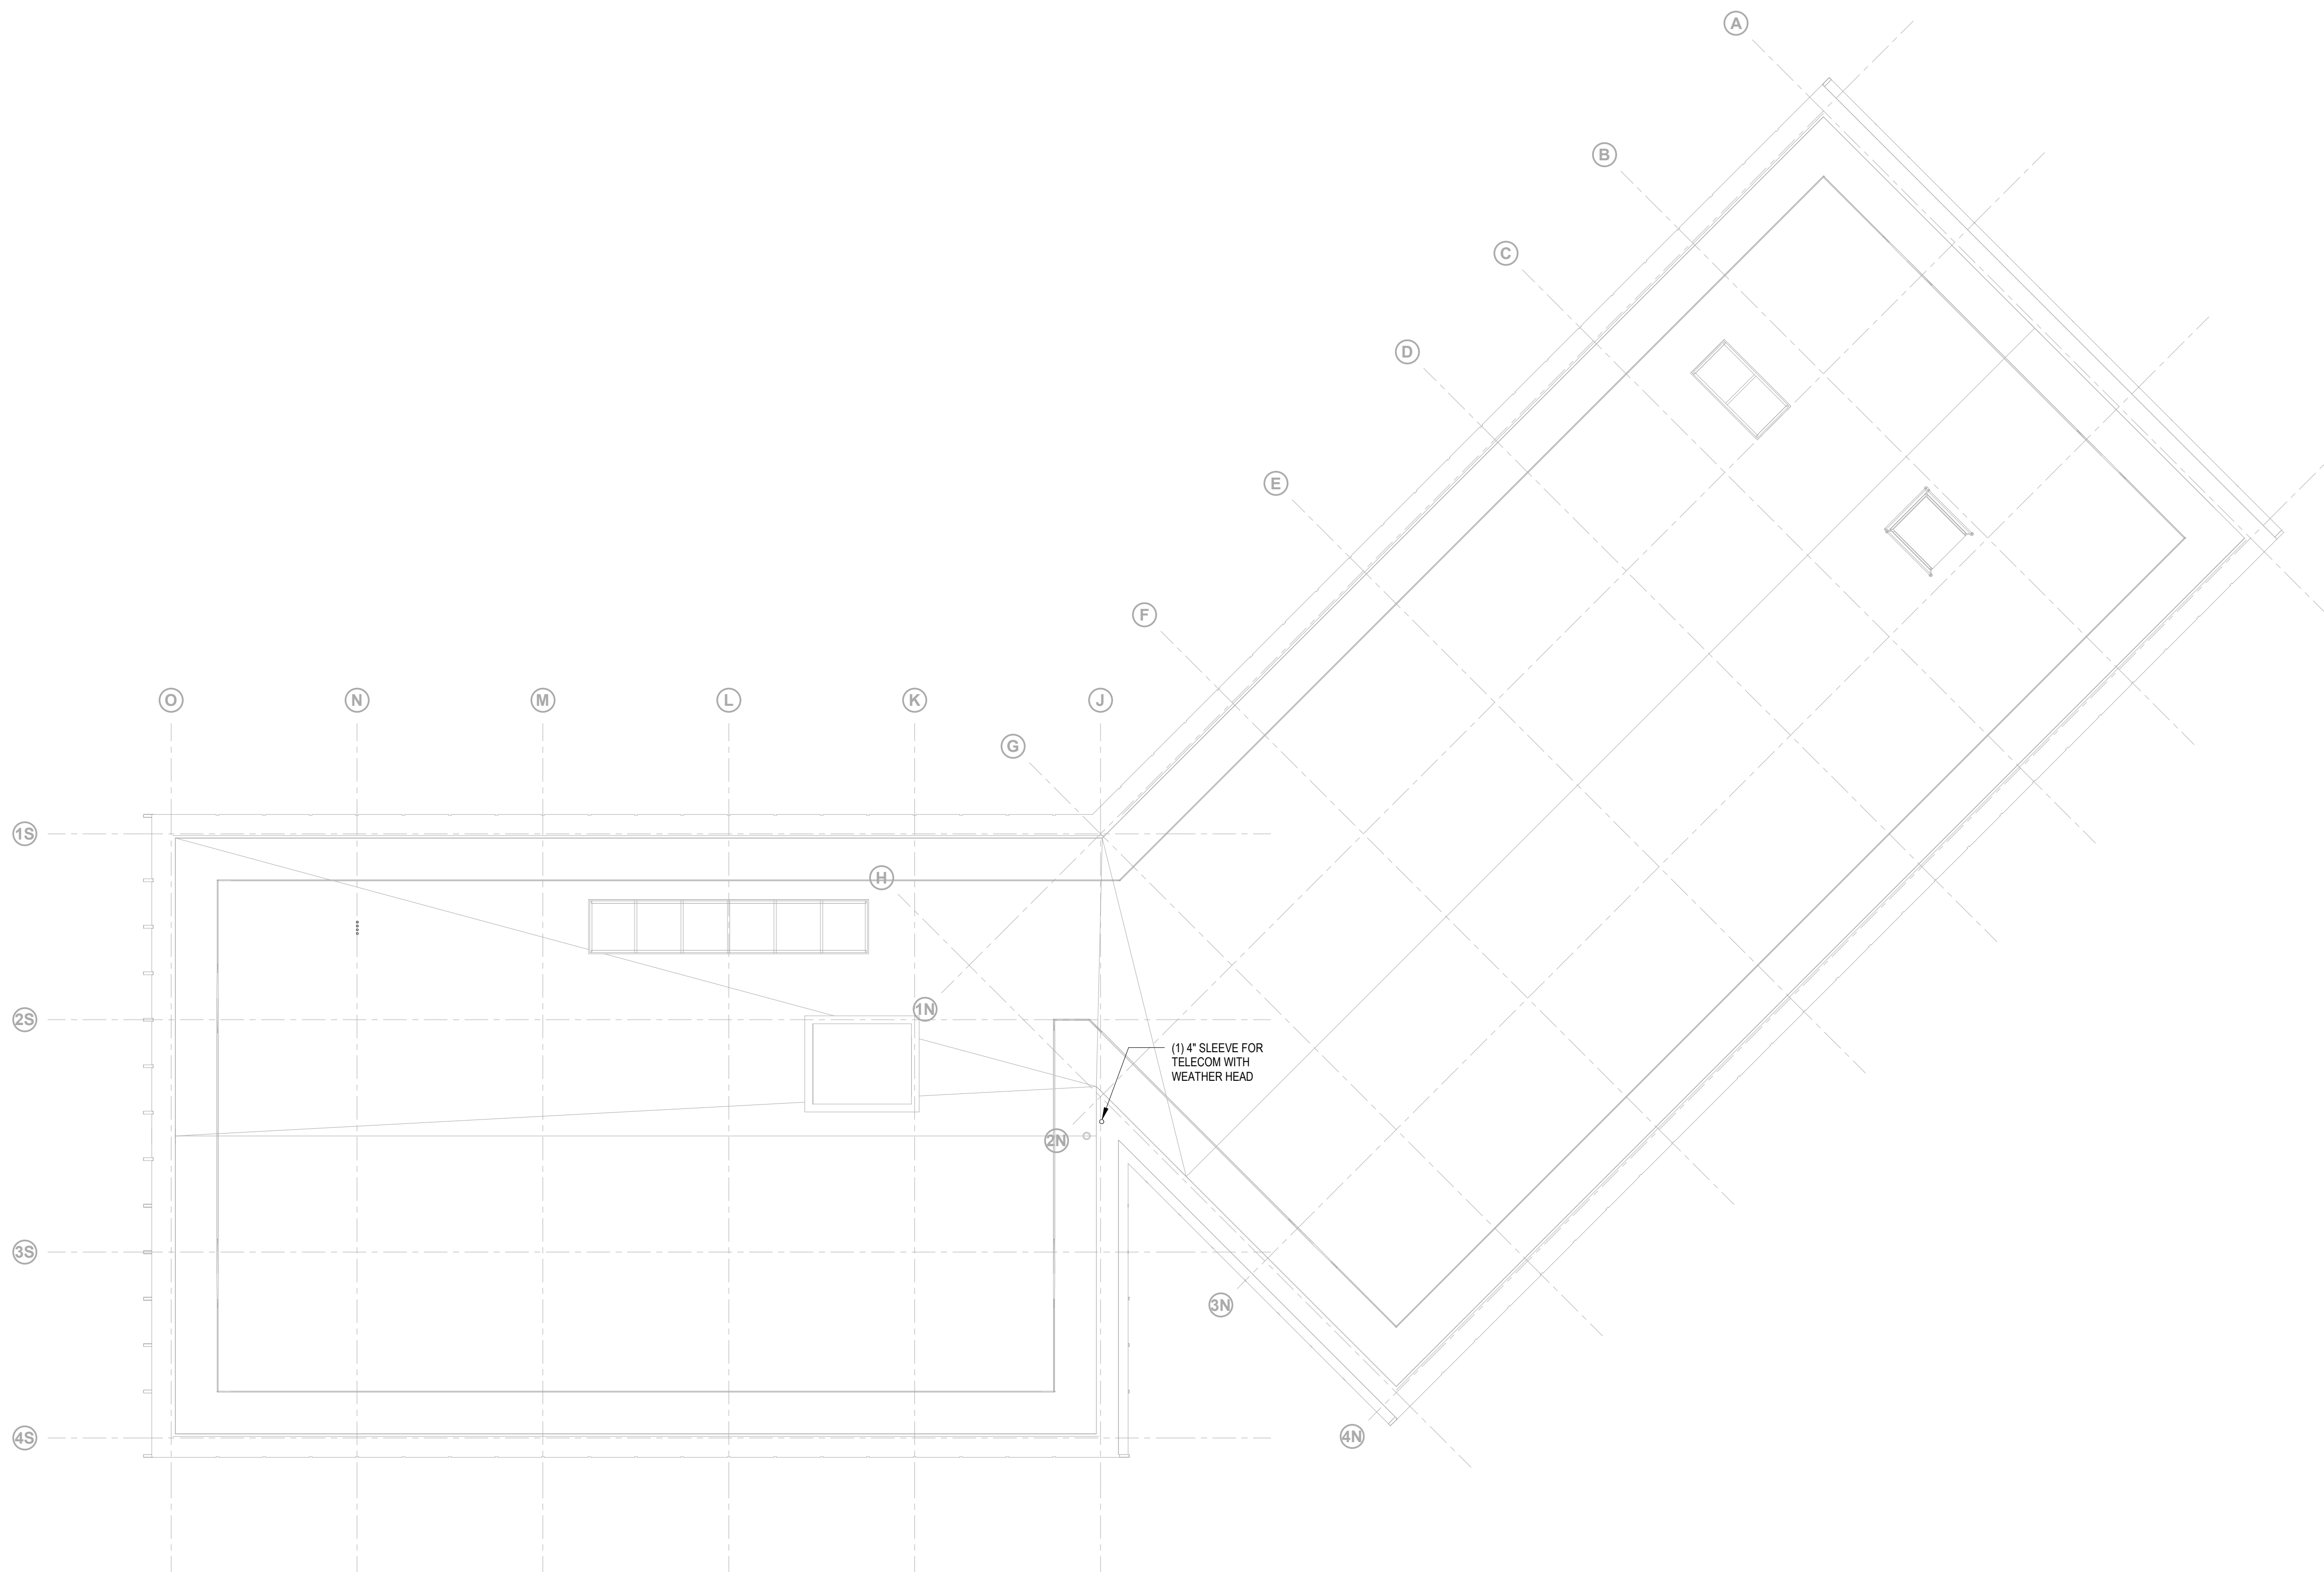 A
B
C
D
E
F
O
N
M
L
K
J
G
1S
H
1N
2S
(1) 4" SLEEVE FOR
TELECOM WITH
WEATHER HEAD
2N
3S
3N
4S
4N